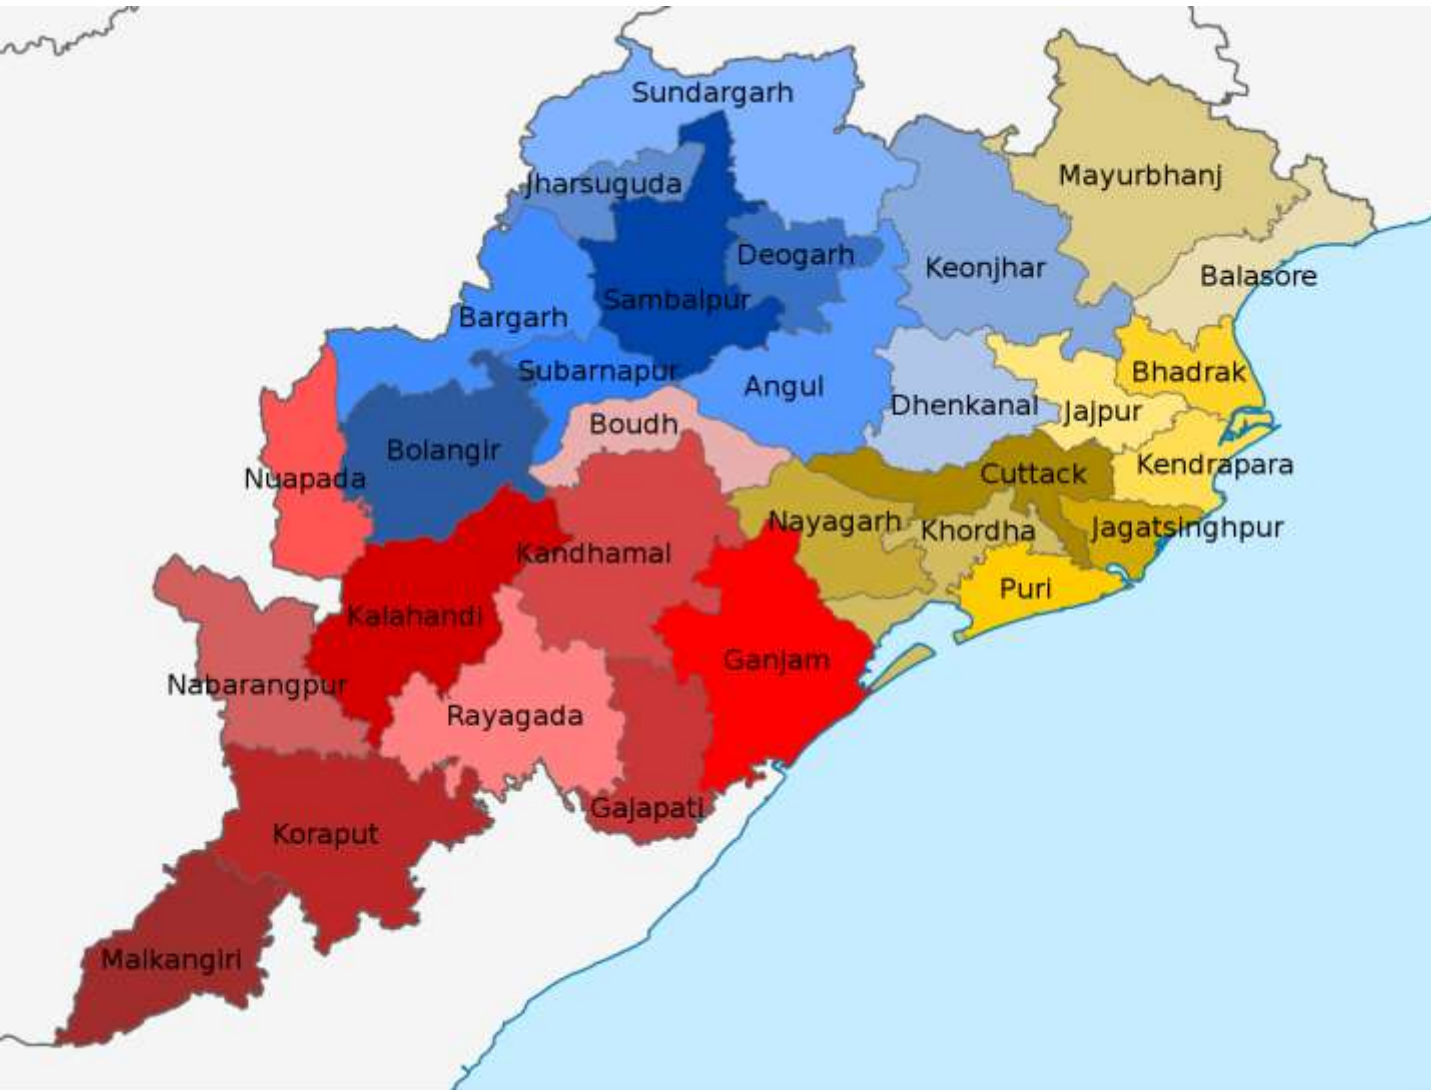 Sundargarh
Mayurbhanj
Jharsuguda
Deogarh
Keonjhar
Balasore
Sambalpur
Bargarh
Subarnapur
Bhadrak
Angul
Dhenkanal
Jajpur
Boudh
Bolangir
Kendrapara
Cuttack
Nuapada
Nayagarh
Khordha
Jagatsinghpur
Kandhamal
Puri
Kalahandi
Ganjam
Nabarangpur
Rayagada
Gajapati
Koraput
Malkangiri